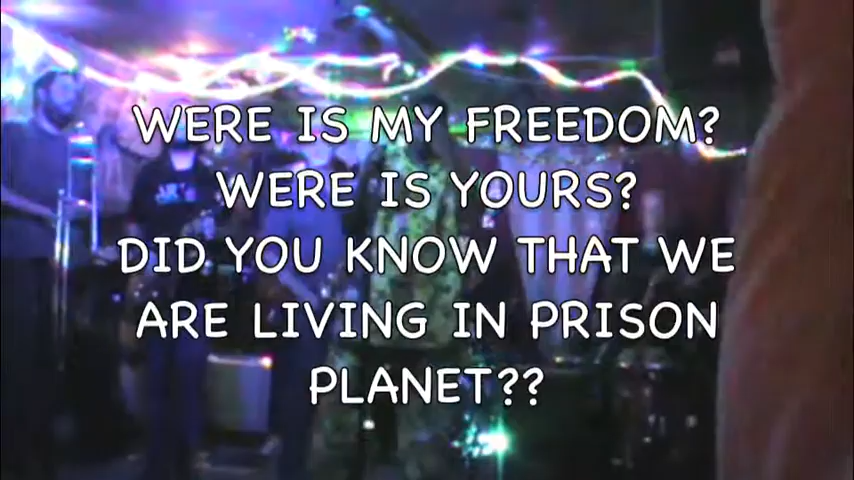 WERE IS MY FREEDOM?
WERE IS YOURS?
DID YOU KNOW THAT WE
ARE LIVING IN PRISON
PLANET??